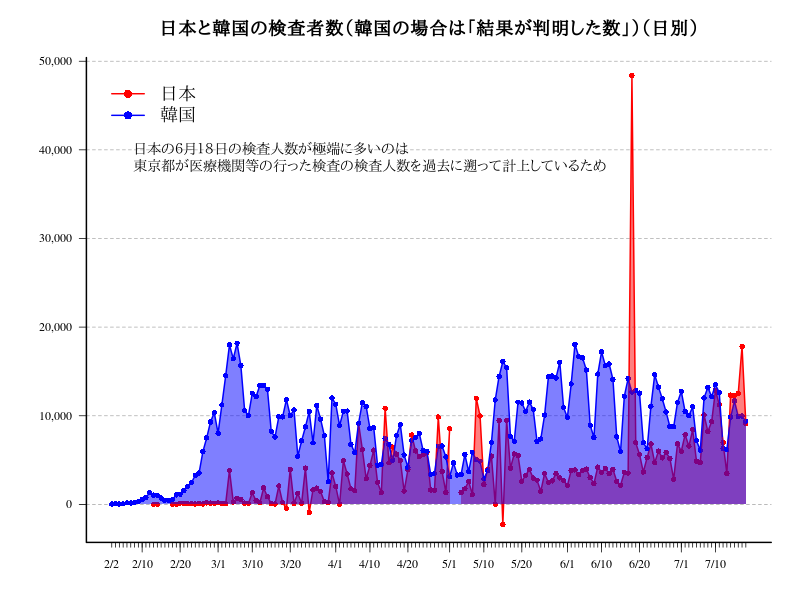 日本と韓国の検査者数（韓国の場合は「結果が判明した数」）（日別）
50,000
日本
韓国
日本の6月18日の検査人数が極端に多いのは
40,000
東京都が医療機関等の行った検査の検査人数を過去に遡って計上しているため
30,000
20,000
10,000
0
2/2 2/10 2/20 3/1 3/10 3/20 4/1 4/10 4/20 5/1 5/10 5/20 6/1 6/10 6/20 7/1 7/10